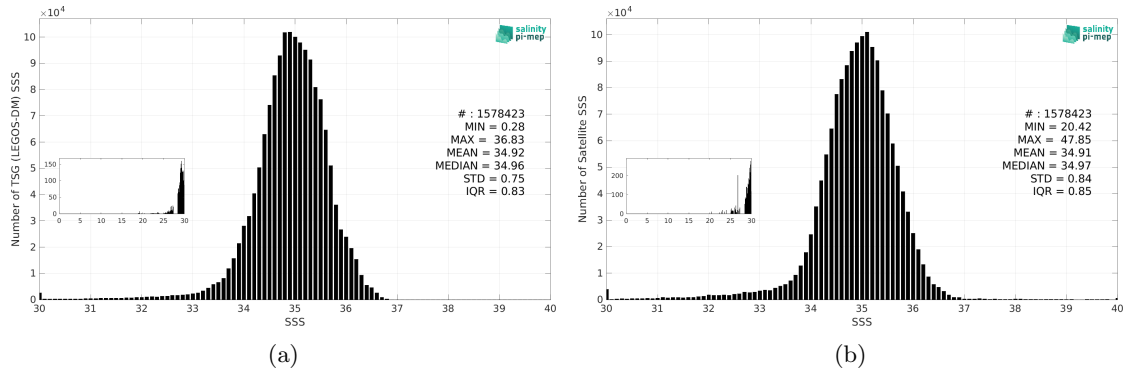 ×10⁴
salinity
pi-mep
10
9
8
7
6
5
4
3
2
1
0
Number of TSG (LEGOS-DM) SSS
# : 1578423
MIN = 0.28
MAX = 36.83
MEAN = 34.92
MEDIAN = 34.96
STD = 0.75
IQR = 0.83
150
100
50
0
0 5 10 15 20 25 30
30 31 32 33 34 35 36 37 38 39 40
SSS
(a)
×10⁴
salinity
pi-mep
10
9
8
7
6
5
4
3
2
1
0
Number of Satellite SSS
# : 1578423
MIN = 20.42
MAX = 47.85
MEAN = 34.91
MEDIAN = 34.97
STD = 0.84
IQR = 0.85
200
100
0
0 5 10 15 20 25 30
30 31 32 33 34 35 36 37 38 39 40
SSS
(b)